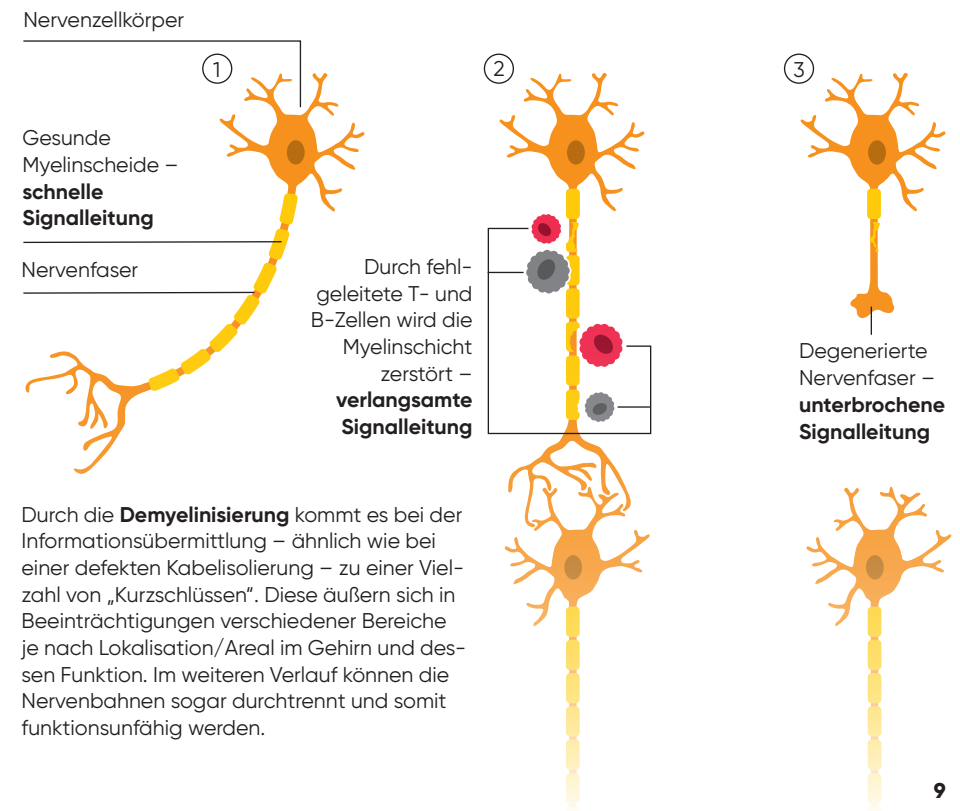 Nervenzellkörper
1
Gesunde
Myelinscheide –
schnelle
Signalleitung
Nervenfaser
2
Durch fehl-
geleitete T- und
B-Zellen wird die
Myelinschicht
zerstört –
verlangsamte
Signalleitung
3
Degenerierte
Nervenfaser –
unterbrochene
Signalleitung
Durch die Demyelinisierung kommt es bei der
Informationsübermittlung – ähnlich wie bei
einer defekten Kabelisolierung – zu einer Viel-
zahl von „Kurzschlüssen“. Diese äußern sich in
Beeinträchtigungen verschiedener Bereiche
je nach Lokalisation/Areal im Gehirn und des-
sen Funktion. Im weiteren Verlauf können die
Nervenbahnen sogar durchtrennt und somit
funktionsunfähig werden.
9